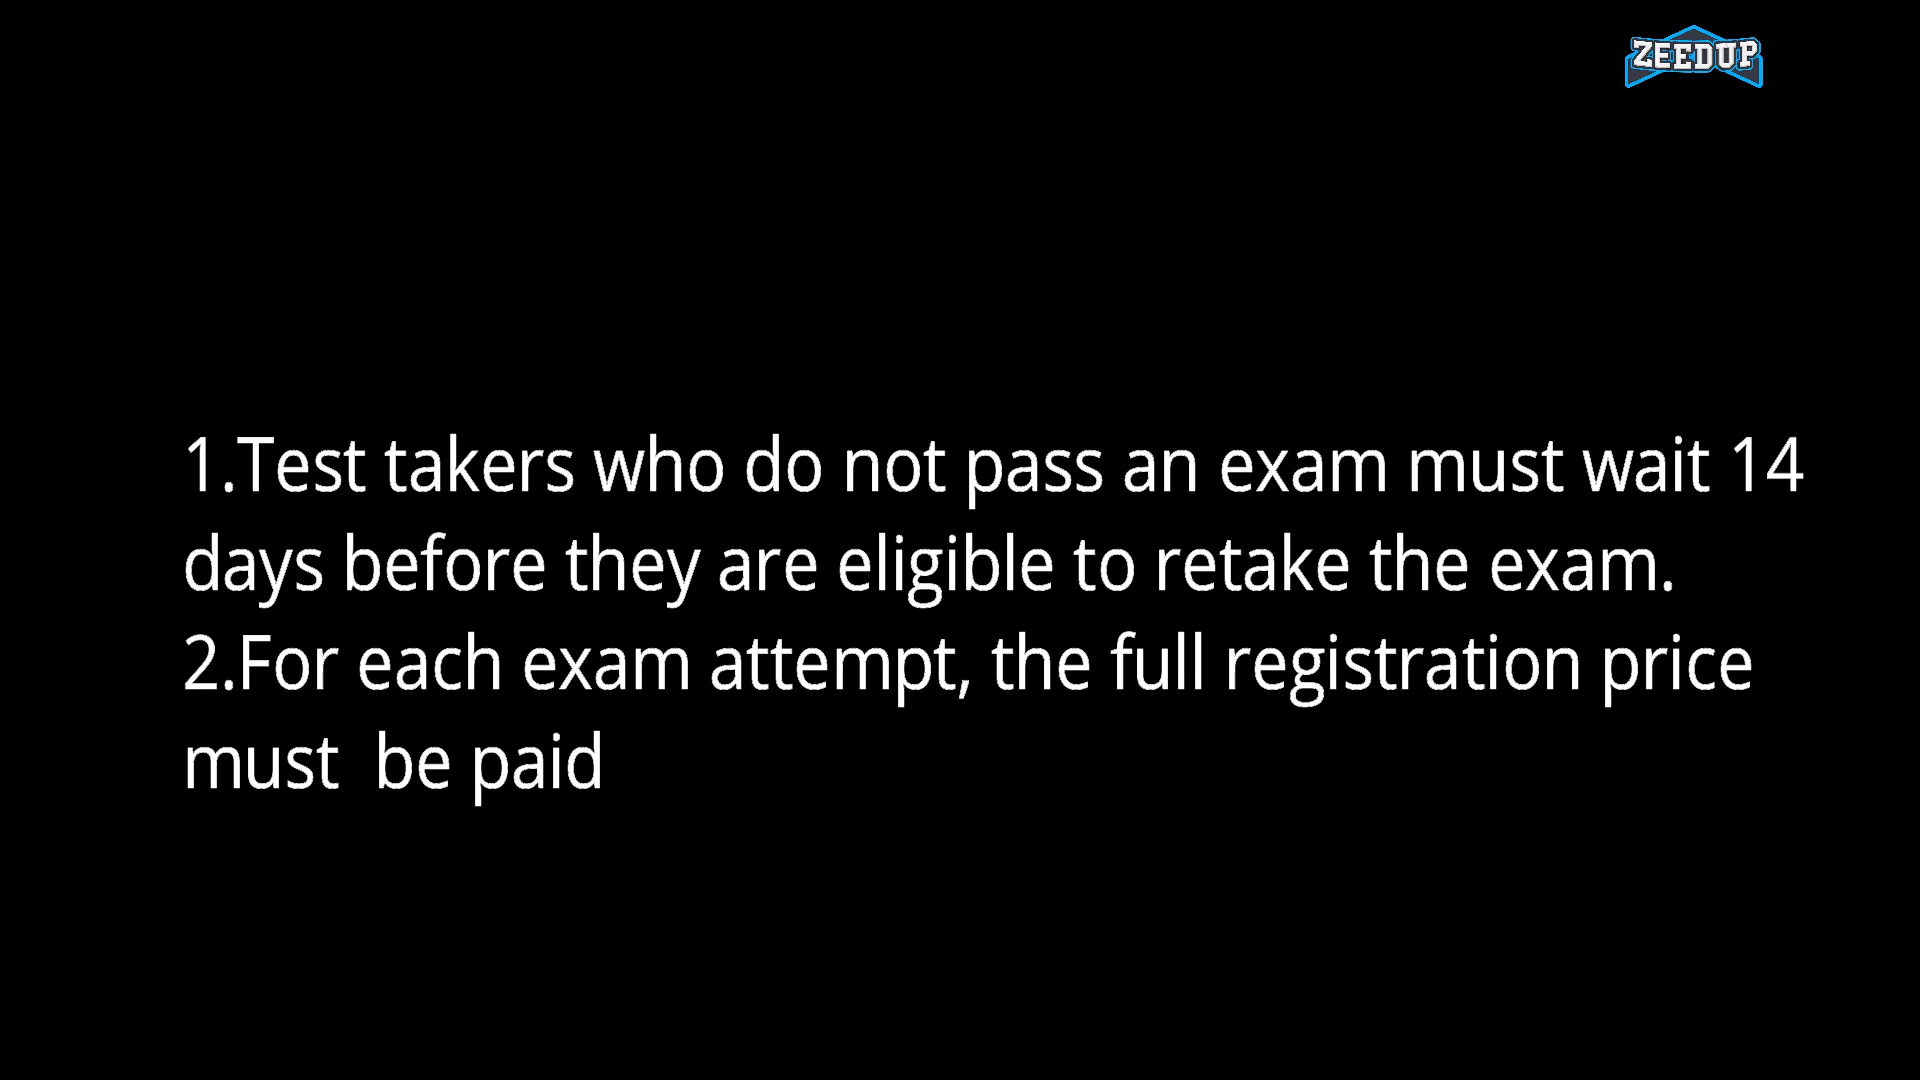 ZEEDUP
1.Test takers who do not pass an exam must wait 14
days before they are eligible to retake the exam.
2.For each exam attempt, the full registration price
must  be paid